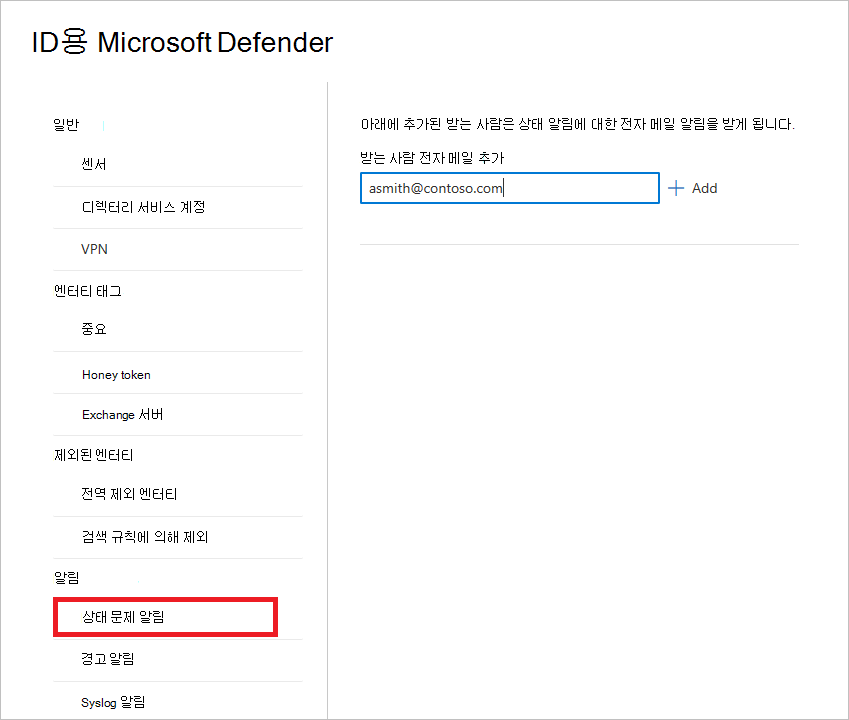 ID용 Microsoft Defender
일반
센서
디렉터리 서비스 계정
VPN
엔터티 태그
중요
Honey token
Exchange 서버
제외된 엔터티
전역 제외 엔터티
검색 규칙에 의해 제외
알림
상태 문제 알림
경고 알림
Syslog 알림
아래에 추가된 받는 사람은 상태 알림에 대한 전자 메일 알림을 받게 됩니다.
받는 사람 전자 메일 추가
asmith@contoso.com
Add